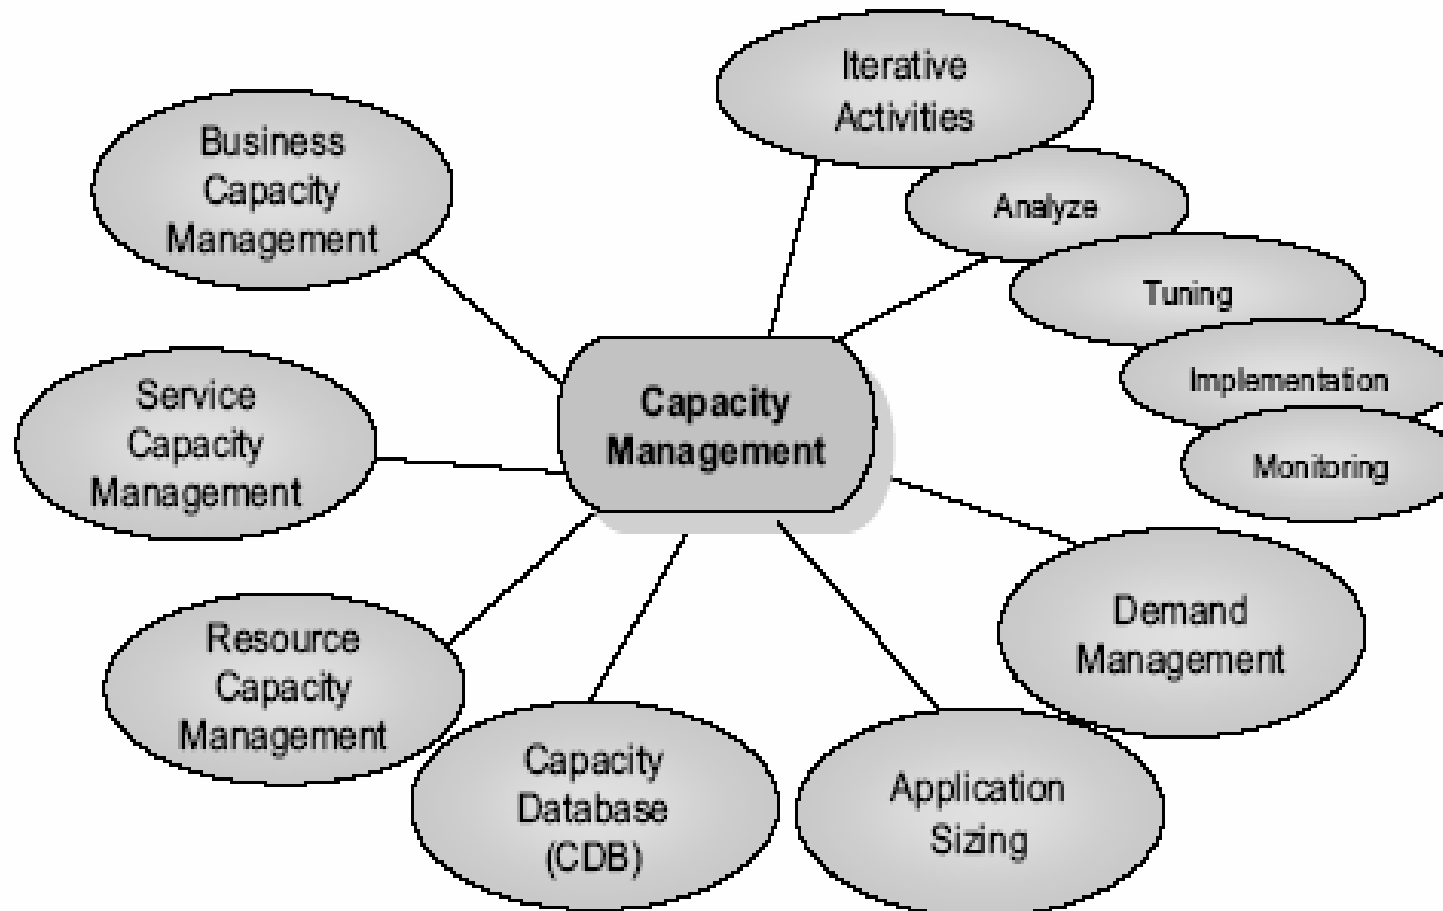 Iterative
Activities
Business
Capacity
Management
Analyze
Tuning
Implementation
Monitoring
Service
Capacity
Management
Capacity
Management
Demand
Management
Resource
Capacity
Management
Capacity
Database
(CDB)
Application
Sizing